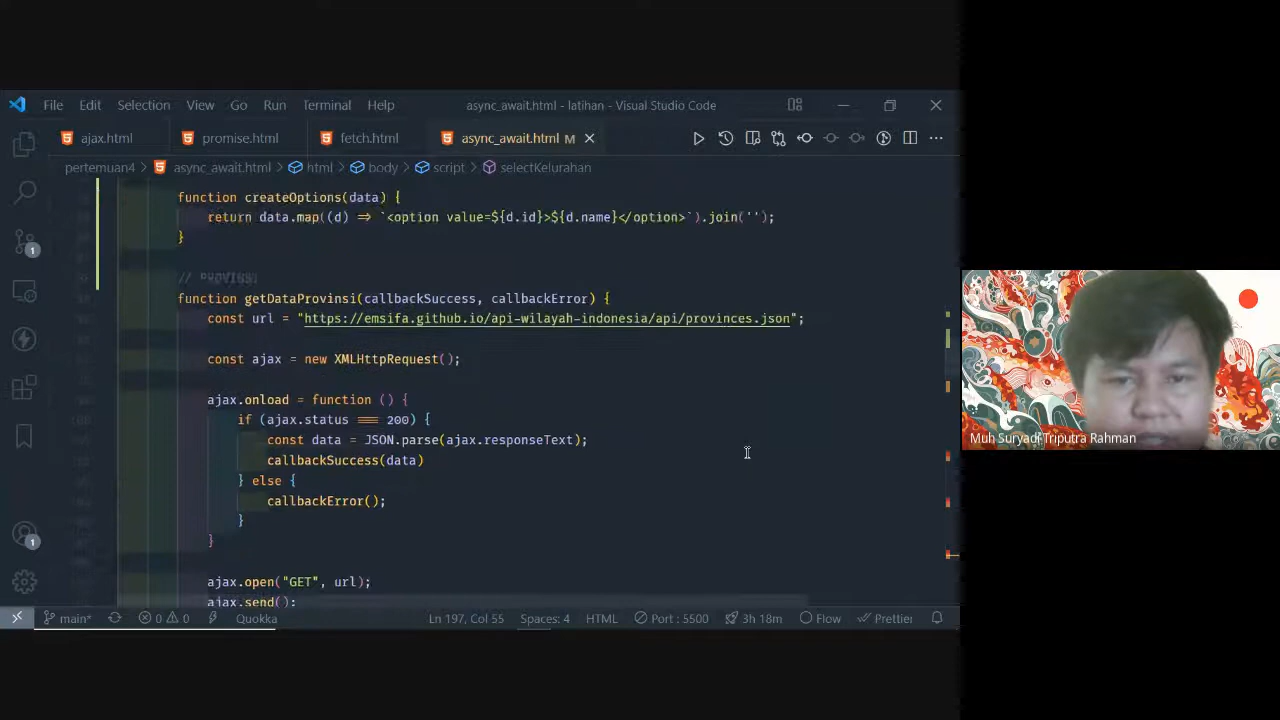 File Edit Selection View Go Run Terminal Help async_await.html - latihan - Visual Studio Code
ajax.html promise.html fetch.html async_await.html M
pertemuan4 > async_await.html > html > body > script > selectKelurahan
function createOptions(data) {
return data.map((d) => `<option value=${d.id}>${d.name}</option>`).join('');
}
//
function getDataProvinsi(callbackSuccess, callbackError) {
const url = "https://emsifa.github.io/api-wilayah-indonesia/api/provinces.json";
const ajax = new XMLHttpRequest();
ajax.onload = function () {
if (ajax.status === 200) {
const data = JSON.parse(ajax.responseText);
callbackSuccess(data)
} else {
callbackError();
}
}
ajax.open("GET", url);
ajax.send();
1
1
main* 0 0 Quokka Ln 197, Col 55 Spaces: 4 HTML Port : 5500 3h 18m Flow Prettier
Muh Suryadi Triputra Rahman